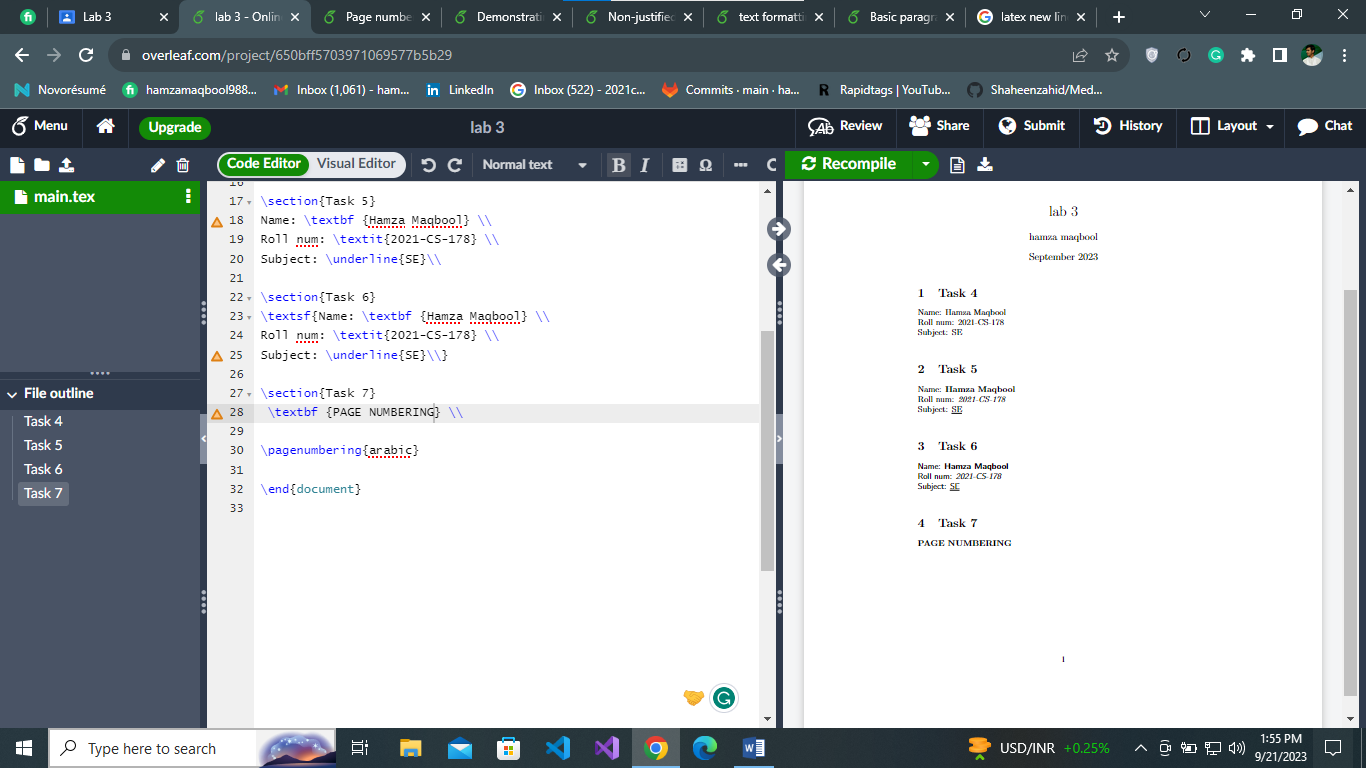 Lab 3
lab 3 - Onlin
Page numbe
Demonstrati
Non-justified
text formatti
Basic paragra
latex new lin
overleaf.com/project/650bff5703971069577b5b29
Novorésumé
hamzamaqbool988...
Inbox (1,061) - ham...
LinkedIn
Inbox (522) - 2021c...
Commits · main · ha...
Rapidtags | YouTub...
Shaheenzahid/Med...
Menu
Upgrade
lab 3
Review
Share
Submit
History
Layout
Chat
Code Editor
Visual Editor
Normal text
B
I
Ω
Recompile
main.tex
File outline
Task 4
Task 5
Task 6
Task 7
16
17 \section{Task 5}
18 Name: \textbf {Hamza Maqbool} \\
19 Roll num: \textit{2021-CS-178} \\
20 Subject: \underline{SE}\\
21
22 \section{Task 6}
23 \textsf{Name: \textbf {Hamza Maqbool} \\
24 Roll num: \textit{2021-CS-178} \\
25 Subject: \underline{SE}\\}
26
27 \section{Task 7}
28 \textbf {PAGE NUMBERING} \\
29
30 \pagenumbering{arabic}
31
32 \end{document}
33
lab 3
hamza maqbool
September 2023
1 Task 4
Name: Hamza Maqbool
Roll num: 2021-CS-178
Subject: SE
2 Task 5
Name: Hamza Maqbool
Roll num: 2021-CS-178
Subject: SE
3 Task 6
Name: Hamza Maqbool
Roll num: 2021-CS-178
Subject: SE
4 Task 7
PAGE NUMBERING
1
Type here to search
USD/INR +0.25%
1:55 PM
9/21/2023